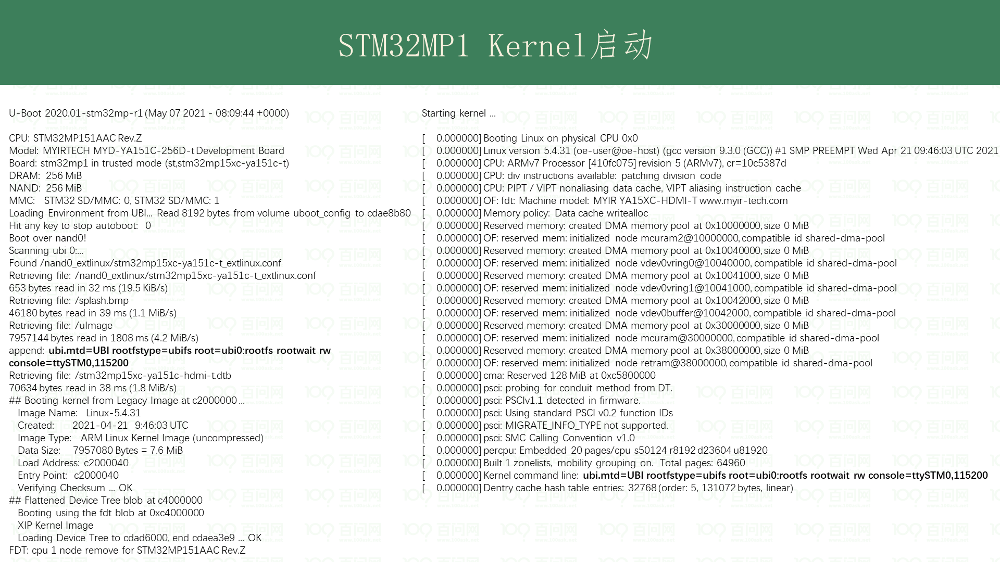 STM32MP1 Kernel启动
U-Boot 2020.01-stm32mp-r1 (May 07 2021 - 08:09:44 +0000)
CPU: STM32MP151AAC Rev.Z
Model: MYIRTECH MYD-YA151C-256D-t Development Board
Board: stm32mp1 in trusted mode (st,stm32mp15xc-ya151c-t)
DRAM:  256 MiB
NAND:  256 MiB
MMC:   STM32 SD/MMC: 0, STM32 SD/MMC: 1
Loading Environment from UBI... Read 8192 bytes from volume uboot_config to cdae8b80
Hit any key to stop autoboot:  0
Boot over nand0!
Scanning ubi 0:...
Found /nand0_extlinux/stm32mp15xc-ya151c-t_extlinux.conf
Retrieving file: /nand0_extlinux/stm32mp15xc-ya151c-t_extlinux.conf
653 bytes read in 32 ms (19.5 KiB/s)
Retrieving file: /splash.bmp
46180 bytes read in 39 ms (1.1 MiB/s)
Retrieving file: /uImage
7957144 bytes read in 1808 ms (4.2 MiB/s)
append: ubi.mtd=UBI rootfstype=ubifs root=ubi0:rootfs rootwait rw
console=ttySTM0,115200
Retrieving file: /stm32mp15xc-ya151c-hdmi-t.dtb
70634 bytes read in 38 ms (1.8 MiB/s)
## Booting kernel from Legacy Image at c2000000 ...
Image Name:   Linux-5.4.31
Created:      2021-04-21   9:46:03 UTC
Image Type:   ARM Linux Kernel Image (uncompressed)
Data Size:    7957080 Bytes = 7.6 MiB
Load Address: c2000040
Entry Point:  c2000040
Verifying Checksum ... OK
## Flattened Device Tree blob at c4000000
Booting using the fdt blob at 0xc4000000
XIP Kernel Image
Loading Device Tree to cdad6000, end cdaea3e9 ... OK
FDT: cpu 1 node remove for STM32MP151AAC Rev.Z
Starting kernel ...
[    0.000000] Booting Linux on physical CPU 0x0
[    0.000000] Linux version 5.4.31 (oe-user@oe-host) (gcc version 9.3.0 (GCC)) #1 SMP PREEMPT Wed Apr 21 09:46:03 UTC 2021
[    0.000000] CPU: ARMv7 Processor [410fc075] revision 5 (ARMv7), cr=10c5387d
[    0.000000] CPU: div instructions available: patching division code
[    0.000000] CPU: PIPT / VIPT nonaliasing data cache, VIPT aliasing instruction cache
[    0.000000] OF: fdt: Machine model: MYIR YA15XC-HDMI-T www.myir-tech.com
[    0.000000] Memory policy: Data cache writealloc
[    0.000000] Reserved memory: created DMA memory pool at 0x10000000, size 0 MiB
[    0.000000] OF: reserved mem: initialized node mcuram2@10000000, compatible id shared-dma-pool
[    0.000000] Reserved memory: created DMA memory pool at 0x10040000, size 0 MiB
[    0.000000] OF: reserved mem: initialized node vdev0vring0@10040000, compatible id shared-dma-pool
[    0.000000] Reserved memory: created DMA memory pool at 0x10041000, size 0 MiB
[    0.000000] OF: reserved mem: initialized node vdev0vring1@10041000, compatible id shared-dma-pool
[    0.000000] Reserved memory: created DMA memory pool at 0x10042000, size 0 MiB
[    0.000000] OF: reserved mem: initialized node vdev0buffer@10042000, compatible id shared-dma-pool
[    0.000000] Reserved memory: created DMA memory pool at 0x30000000, size 0 MiB
[    0.000000] OF: reserved mem: initialized node mcuram@30000000, compatible id shared-dma-pool
[    0.000000] Reserved memory: created DMA memory pool at 0x38000000, size 0 MiB
[    0.000000] OF: reserved mem: initialized node retram@38000000, compatible id shared-dma-pool
[    0.000000] cma: Reserved 128 MiB at 0xc5800000
[    0.000000] psci: probing for conduit method from DT.
[    0.000000] psci: PSCIv1.1 detected in firmware.
[    0.000000] psci: Using standard PSCI v0.2 function IDs
[    0.000000] psci: MIGRATE_INFO_TYPE not supported.
[    0.000000] psci: SMC Calling Convention v1.0
[    0.000000] percpu: Embedded 20 pages/cpu s50124 r8192 d23604 u81920
[    0.000000] Built 1 zonelists, mobility grouping on.  Total pages: 64960
[    0.000000] Kernel command line: ubi.mtd=UBI rootfstype=ubifs root=ubi0:rootfs rootwait rw console=ttySTM0,115200
[    0.000000] Dentry cache hash table entries: 32768 (order: 5, 131072 bytes, linear)